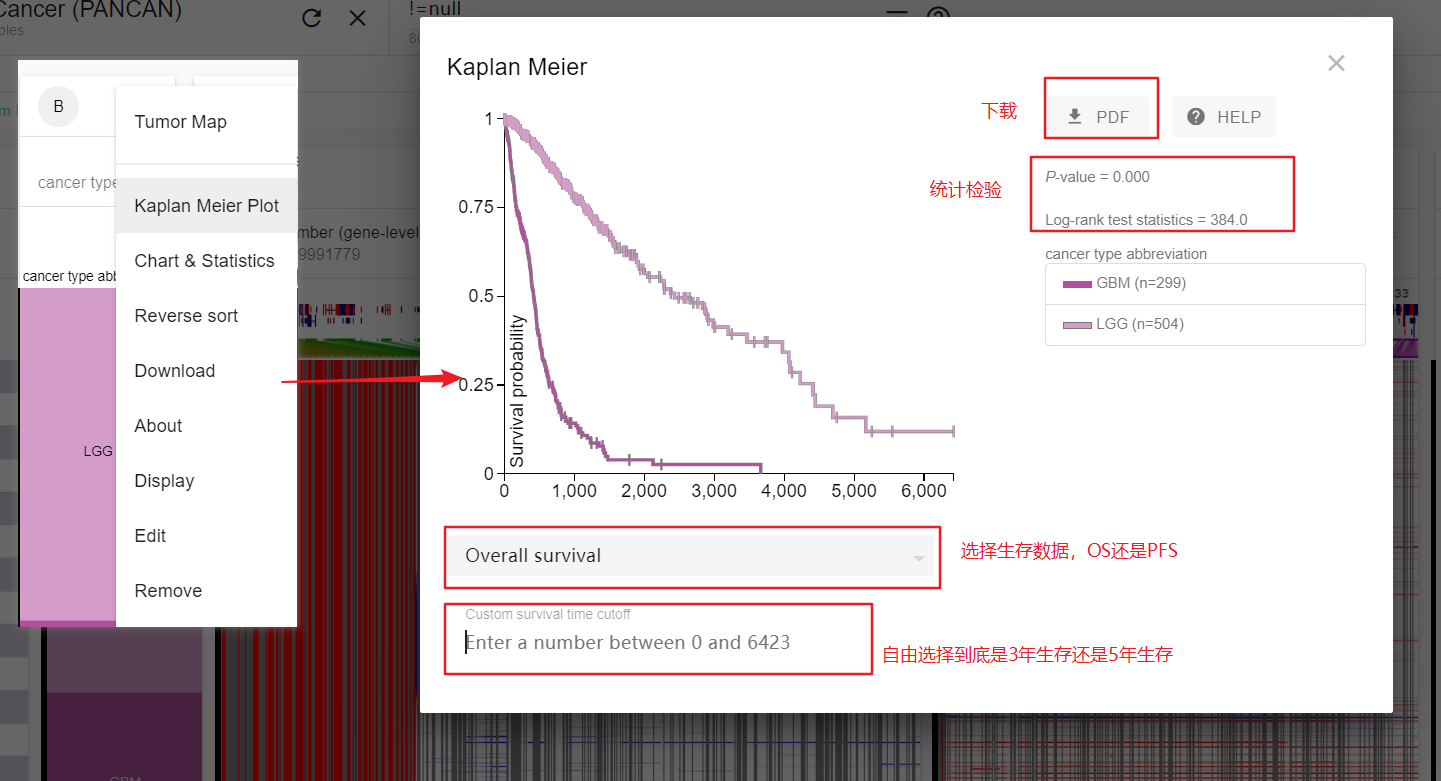 Cancer (PANCAN)
ples
!=null
B
Tumor Map
cancer type
Kaplan Meier Plot
mber (gene-level
9991779
Chart & Statistics
cancer type abb
Reverse sort
Download
About
LGG
Display
Edit
Remove
GBM
Kaplan Meier
下载
PDF
HELP
统计检验
P-value = 0.000
Log-rank test statistics = 384.0
cancer type abbreviation
GBM (n=299)
LGG (n=504)
33
1
0.75
0.5
0.25
0
Survival probability
0
1,000
2,000
3,000
4,000
5,000
6,000
Overall survival
选择生存数据，OS还是PFS
Custom survival time cutoff
Enter a number between 0 and 6423
自由选择到底是3年生存还是5年生存